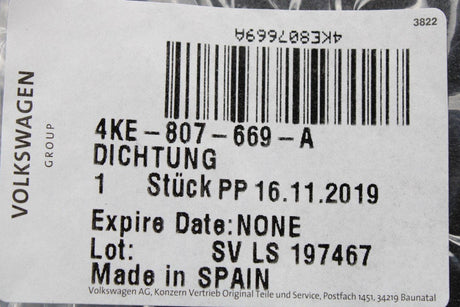 3822
4KE807669A
VOLKSWAGEN
GROUP
4KE-807-669-A
DICHTUNG
1 Stück PP 16.11.2019
Expire Date:NONE
Lot: SV LS 197467
Made in SPAIN
Volkswagen AG, Konzern Vertrieb Original Teile und Service, Postfach 1451, 34219 Baunatal